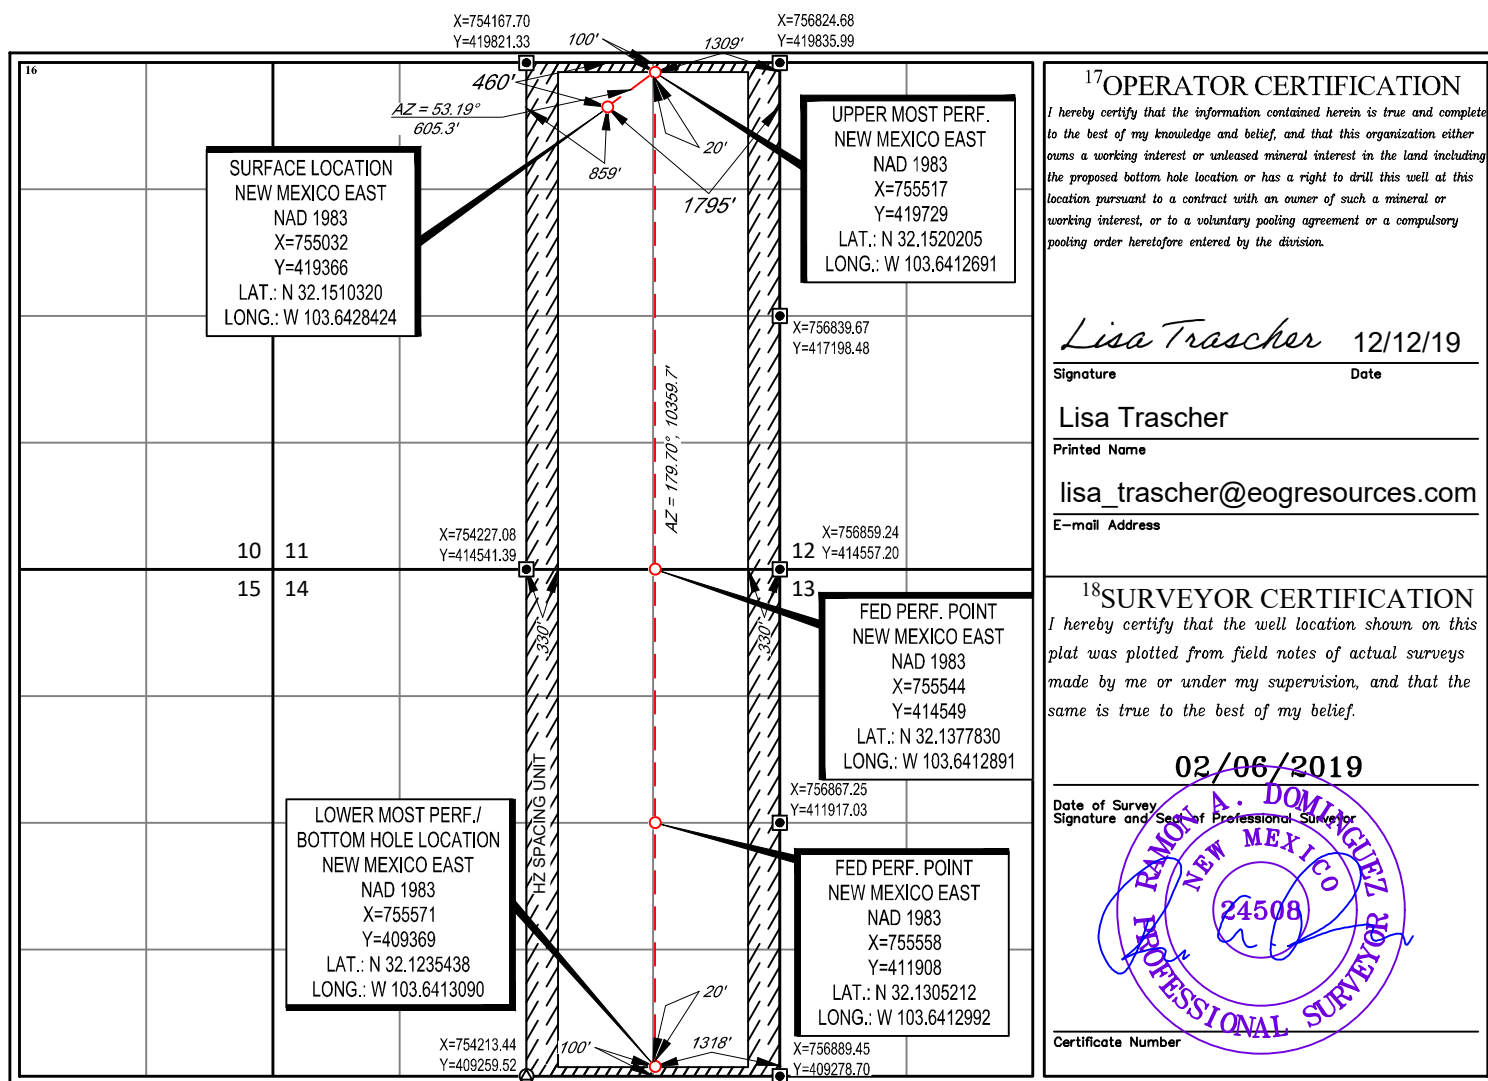 X=754167.70
Y=419821.33
X=756824.68
Y=419835.99
16
100'
1309'
460'
AZ = 53.19°
605.3'
20'
859'
1795'
SURFACE LOCATION
NEW MEXICO EAST
NAD 1983
X=755032
Y=419366
LAT.: N 32.1510320
LONG.: W 103.6428424
UPPER MOST PERF.
NEW MEXICO EAST
NAD 1983
X=755517
Y=419729
LAT.: N 32.1520205
LONG.: W 103.6412691
X=756839.67
Y=417198.48
AZ = 179.70°, 10359.7'
X=754227.08
Y=414541.39
X=756859.24
Y=414557.20
10 11
12
15 14
13
330'
330'
FED PERF. POINT
NEW MEXICO EAST
NAD 1983
X=755544
Y=414549
LAT.: N 32.1377830
LONG.: W 103.6412891
HZ SPACING UNIT
X=756867.25
Y=411917.03
LOWER MOST PERF./
BOTTOM HOLE LOCATION
NEW MEXICO EAST
NAD 1983
X=755571
Y=409369
LAT.: N 32.1235438
LONG.: W 103.6413090
FED PERF. POINT
NEW MEXICO EAST
NAD 1983
X=755558
Y=411908
LAT.: N 32.1305212
LONG.: W 103.6412992
20'
100'
1318'
X=754213.44
Y=409259.52
X=756889.45
Y=409278.70
17OPERATOR CERTIFICATION
I hereby certify that the information contained herein is true and complete
to the best of my knowledge and belief, and that this organization either
owns a working interest or unleased mineral interest in the land including
the proposed bottom hole location or has a right to drill this well at this
location pursuant to a contract with an owner of such a mineral or
working interest, or to a voluntary pooling agreement or a compulsory
pooling order heretofore entered by the division.
Lisa Trascher 12/12/19
Signature Date
Lisa Trascher
Printed Name
lisa_trascher@eogresources.com
E-mail Address
18SURVEYOR CERTIFICATION
I hereby certify that the well location shown on this
plat was plotted from field notes of actual surveys
made by me or under my supervision, and that the
same is true to the best of my belief.
02/06/2019
Date of Survey
Signature and Seal of Professional Surveyor
RAMON A. DOMINGUEZ
NEW MEXICO
24508
PROFESSIONAL SURVEYOR
Certificate Number